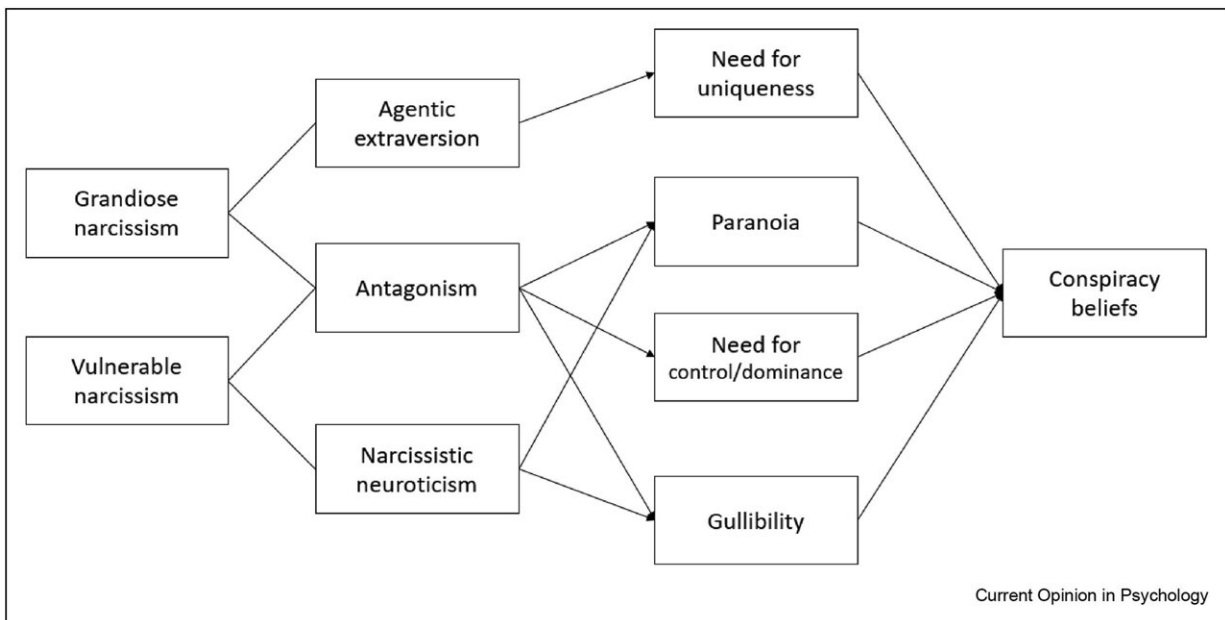 Grandiose
narcissism
Vulnerable
narcissism
Agentic
extraversion
Antagonism
Narcissistic
neuroticism
Need for
uniqueness
Paranoia
Need for
control/dominance
Gullibility
Conspiracy
beliefs
Current Opinion in Psychology